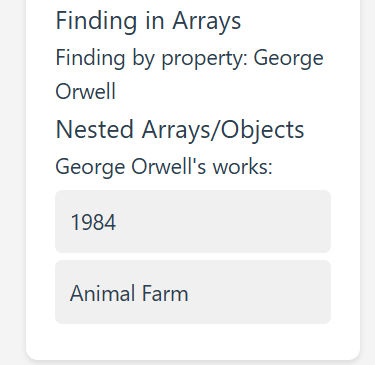 Finding in Arrays
Finding by property: George
Orwell
Nested Arrays/Objects
George Orwell's works:
1984
Animal Farm